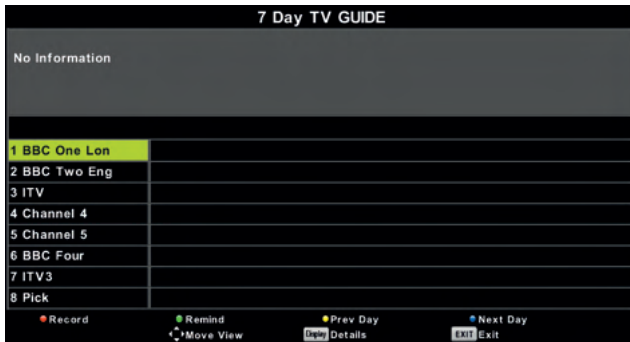 7 Day TV GUIDE
No Information
1 BBC One Lon
2 BBC Two Eng
3 ITV
4 Channel 4
5 Channel 5
6 BBC Four
7 ITV3
8 Pick
Record Remind Prev Day Next Day
Move View Display Details EXIT Exit